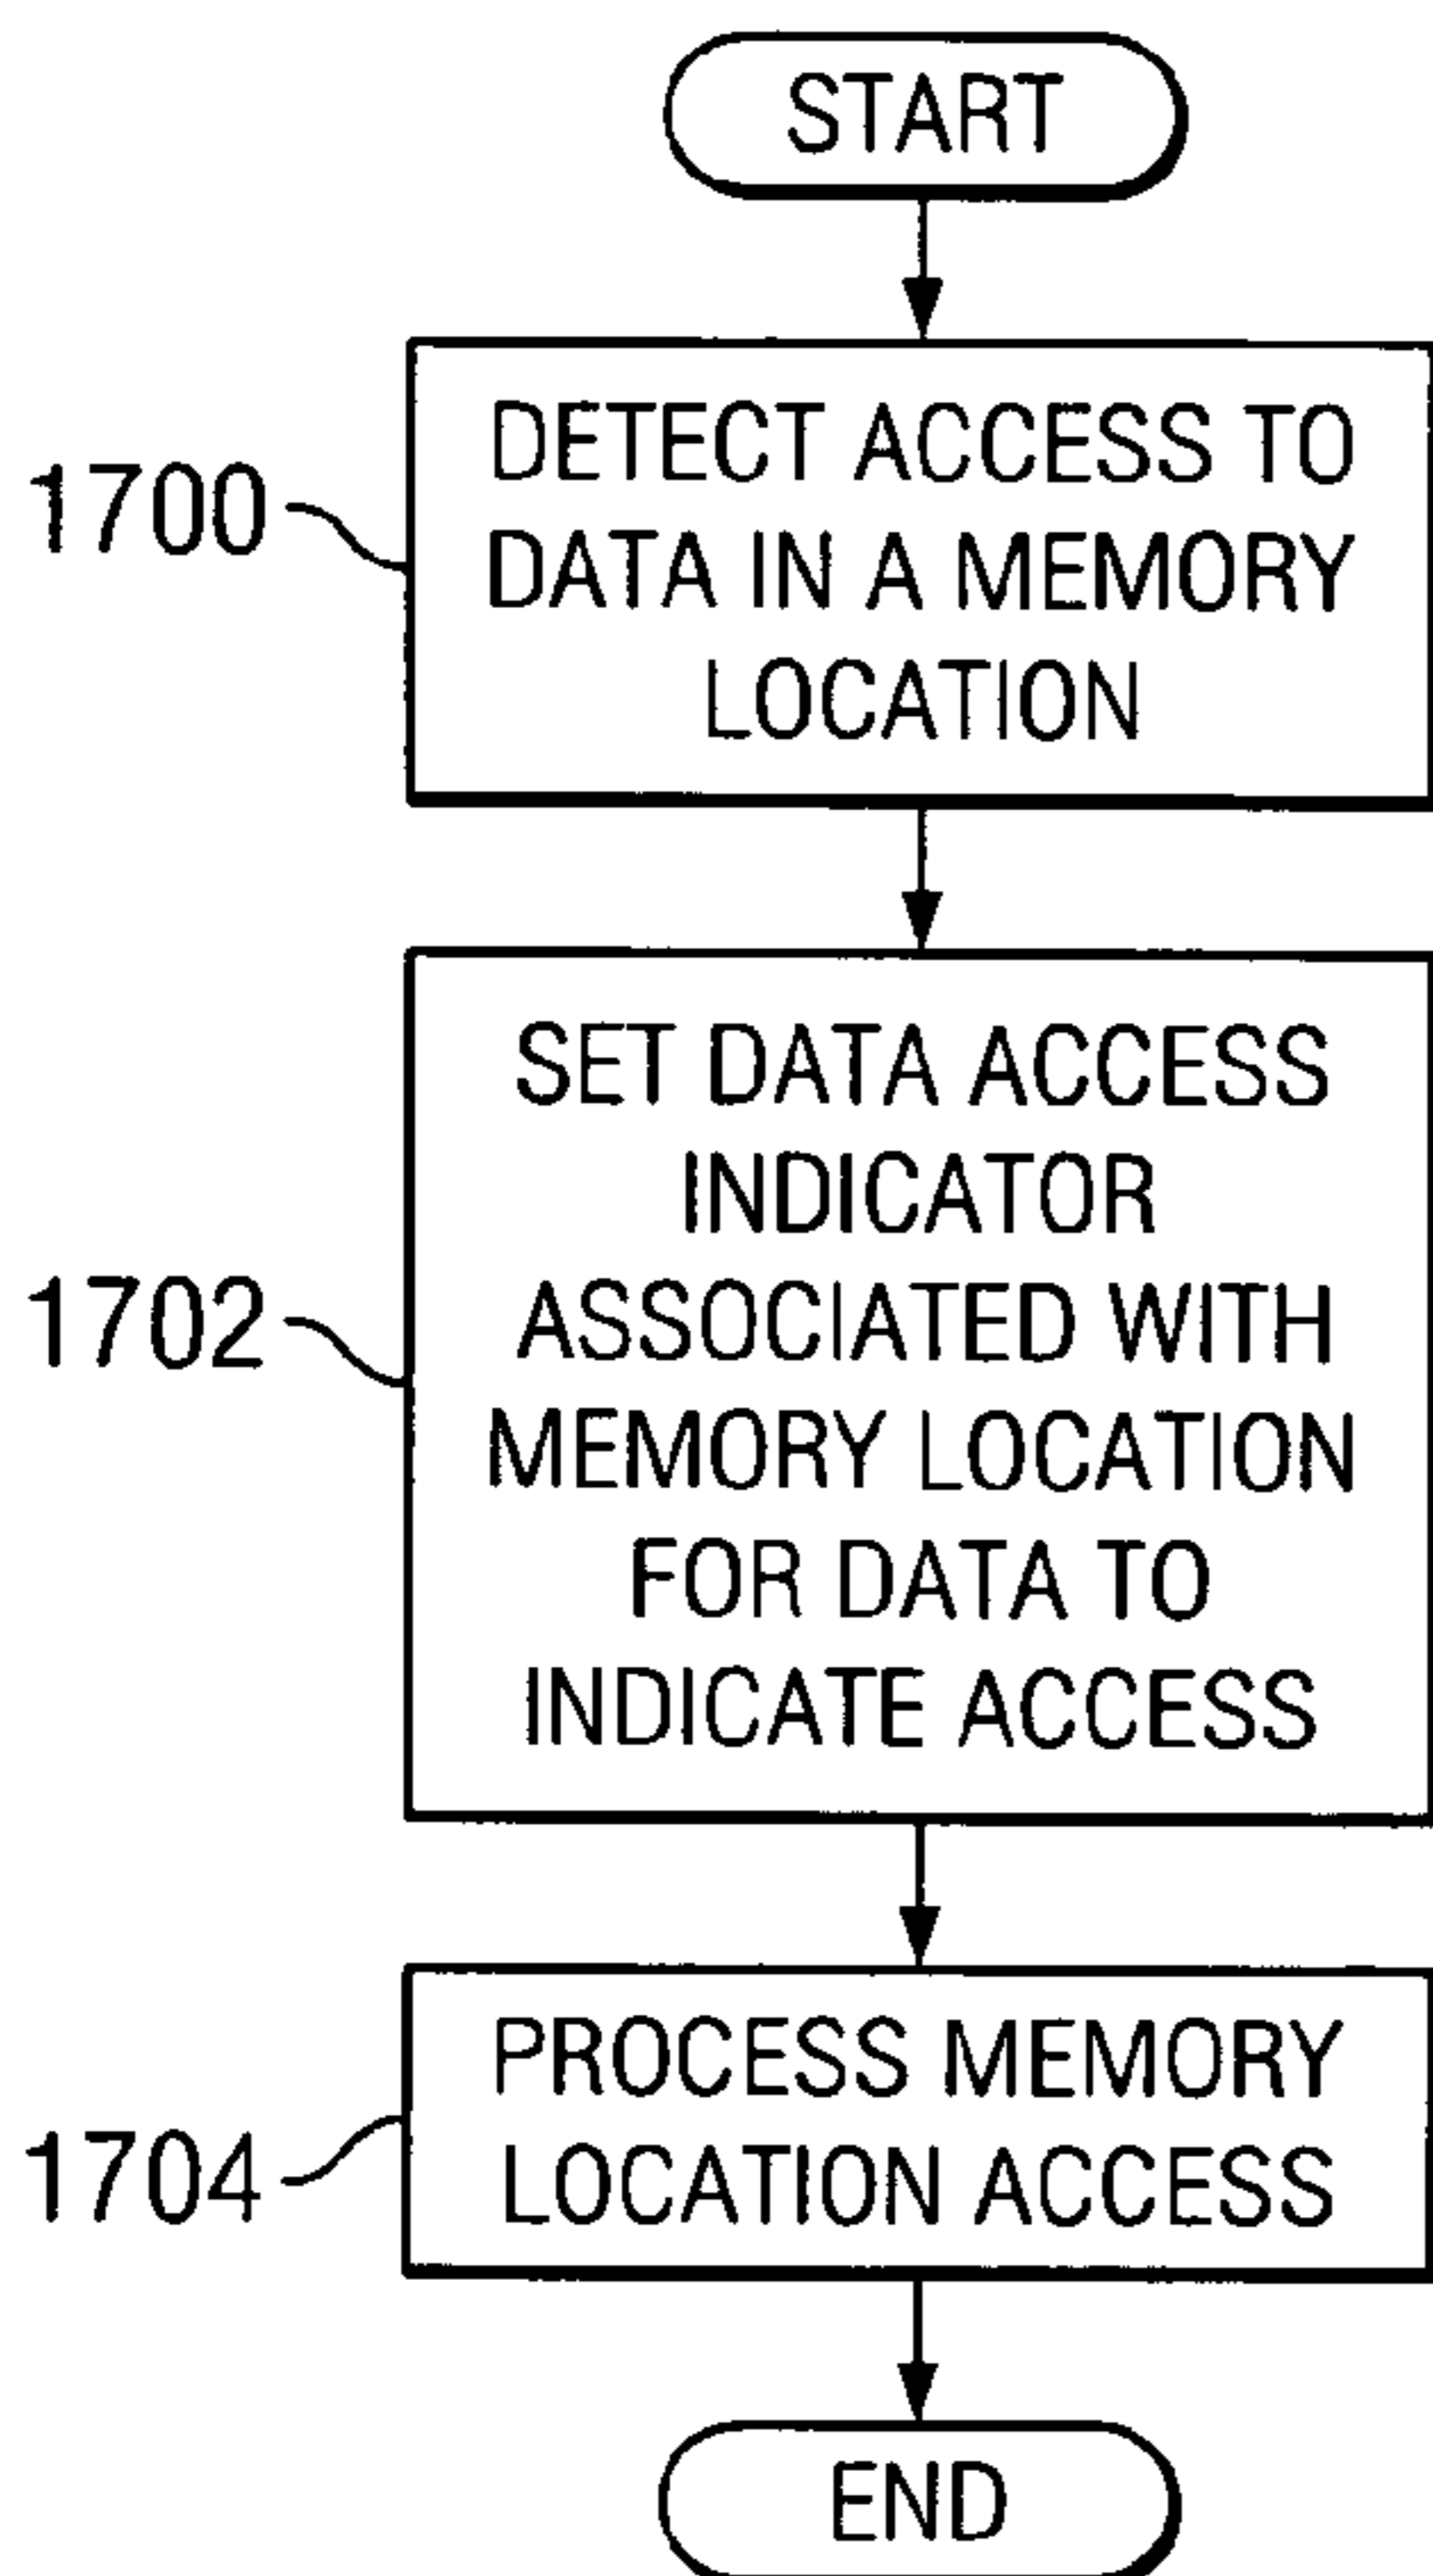 START
1700
DETECT ACCESS TO
DATA IN A MEMORY
LOCATION
1702
SET DATA ACCESS
INDICATOR
ASSOCIATED WITH
MEMORY LOCATION
FOR DATA TO
INDICATE ACCESS
1704
PROCESS MEMORY
LOCATION ACCESS
END